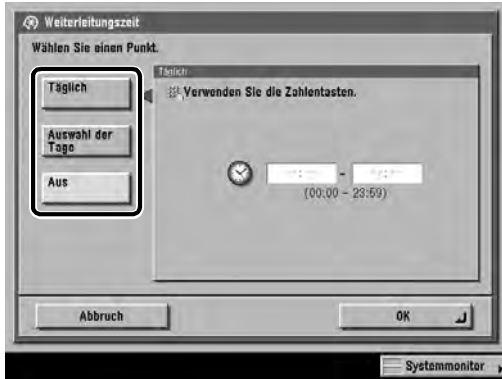 Weiterleitungszeit
Wählen Sie einen Punkt.
Täglich
Täglich
Verwenden Sie die Zahlentasten.
Auswahl der
Tage
Aus
--:-- - --:--
(00:00 - 23:59)
Abbruch
OK
Systemmonitor